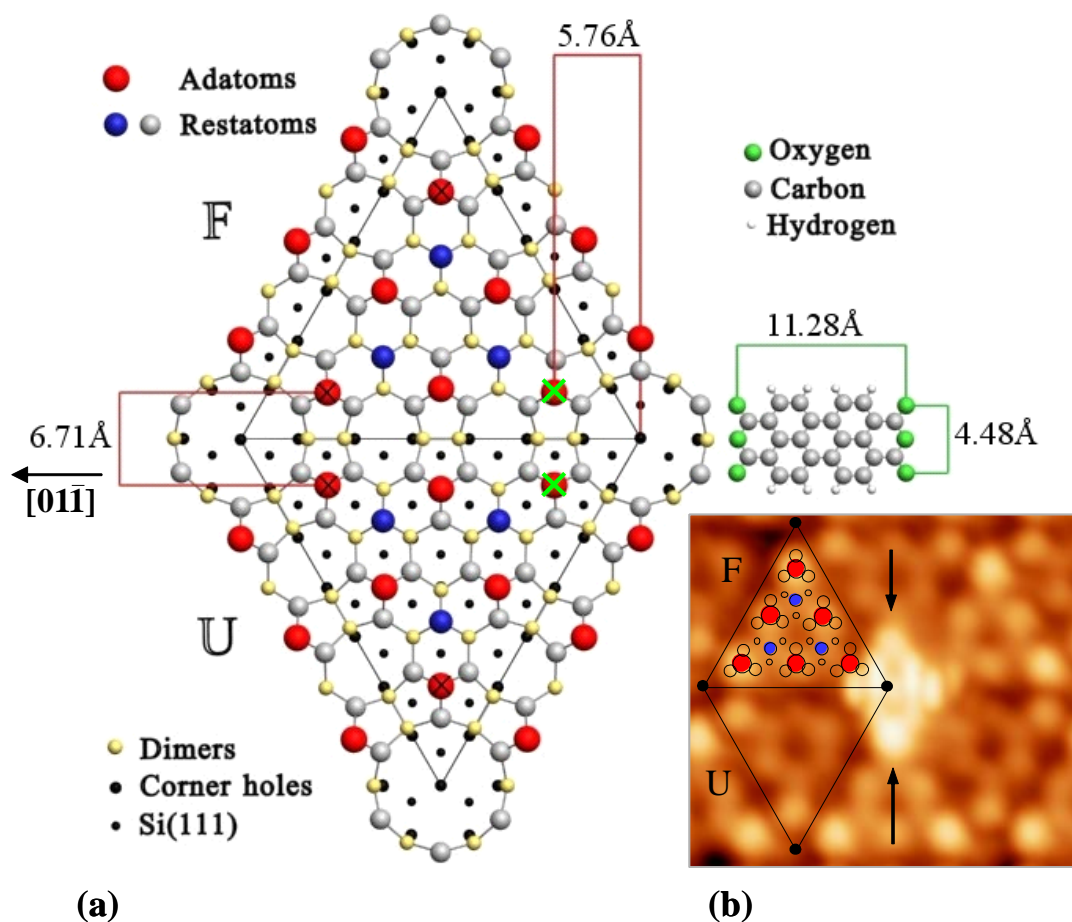 5.76Å
Adatoms
Restatoms
𝔽
Oxygen
Carbon
Hydrogen
11.28Å
6.71Å
4.48Å
[011̄]
𝕌
Dimers
Corner holes
Si(111)
F
U
(a)
(b)